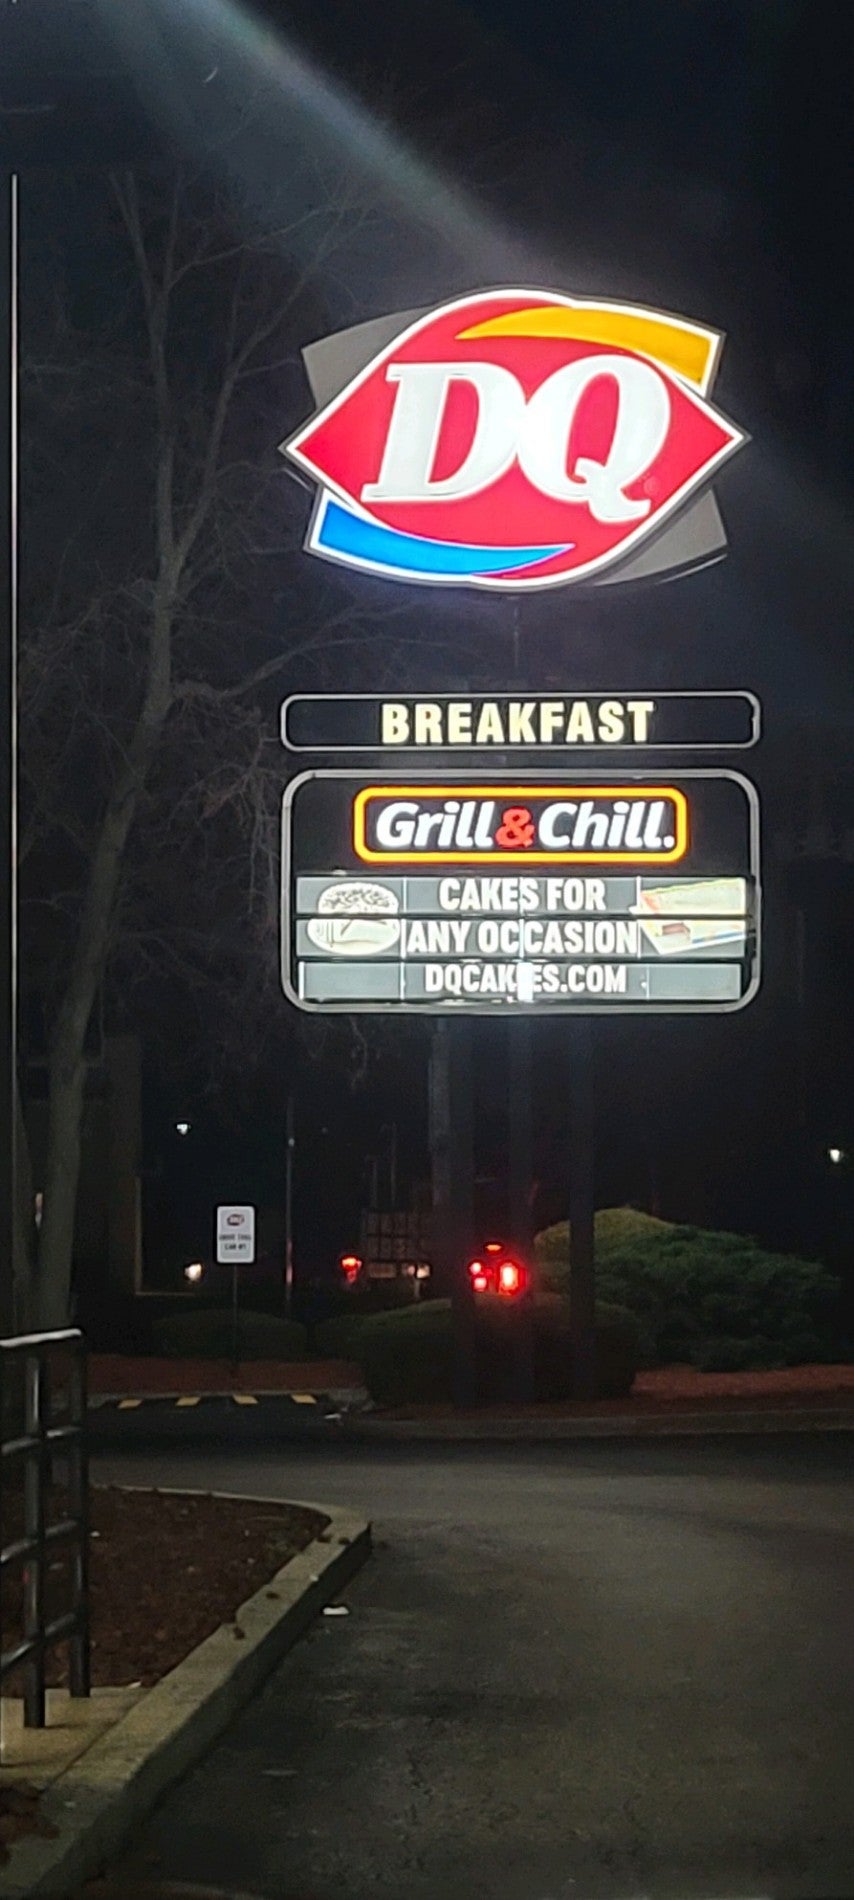 DQ
BREAKFAST
Grill & Chill.
CAKES FOR
ANY OCCASION
DQCAKES.COM